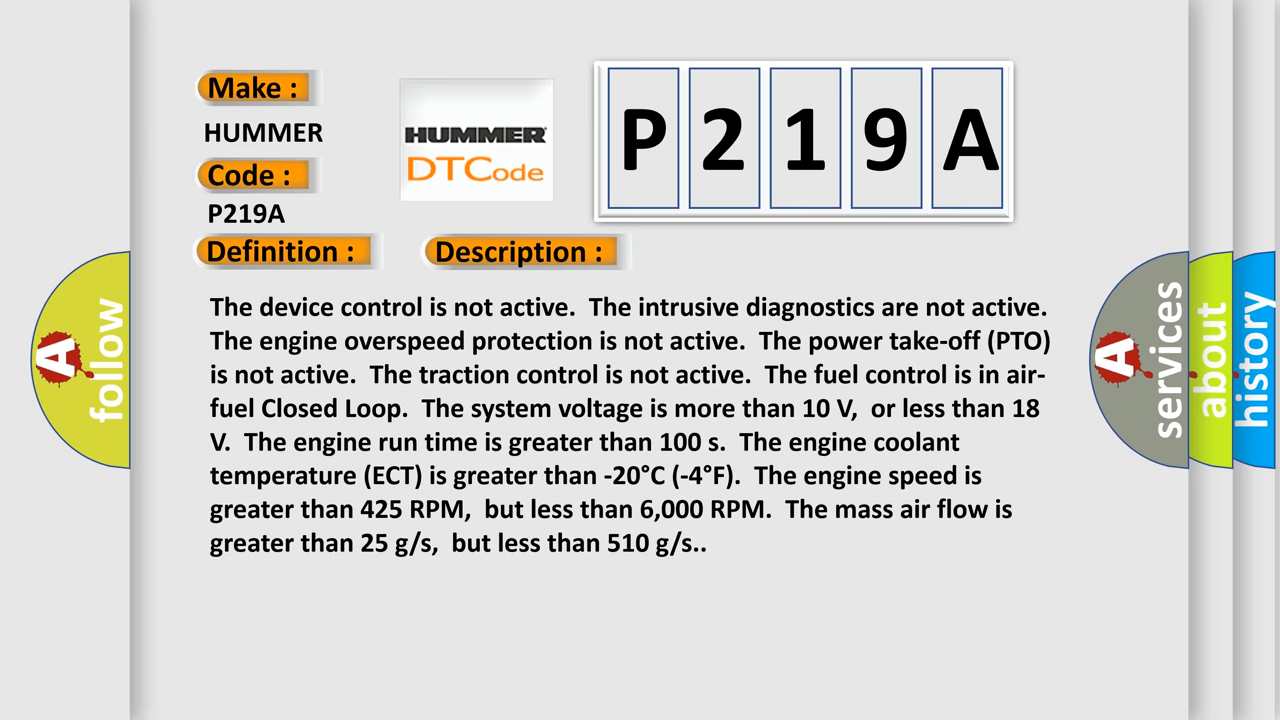 Make :
HUMMER
Code :
P219A
Definition :
Description :
HUMMER
DTCode
P 2 1 9 A
The device control is not active.  The intrusive diagnostics are not active.
The engine overspeed protection is not active.  The power take-off (PTO)
is not active.  The traction control is not active.  The fuel control is in air-
fuel Closed Loop.  The system voltage is more than 10 V,  or less than 18
V.  The engine run time is greater than 100 s.  The engine coolant
temperature (ECT) is greater than -20°C (-4°F).  The engine speed is
greater than 425 RPM,  but less than 6,000 RPM.  The mass air flow is
greater than 25 g/s,  but less than 510 g/s..
A
follow
A
services
about
history